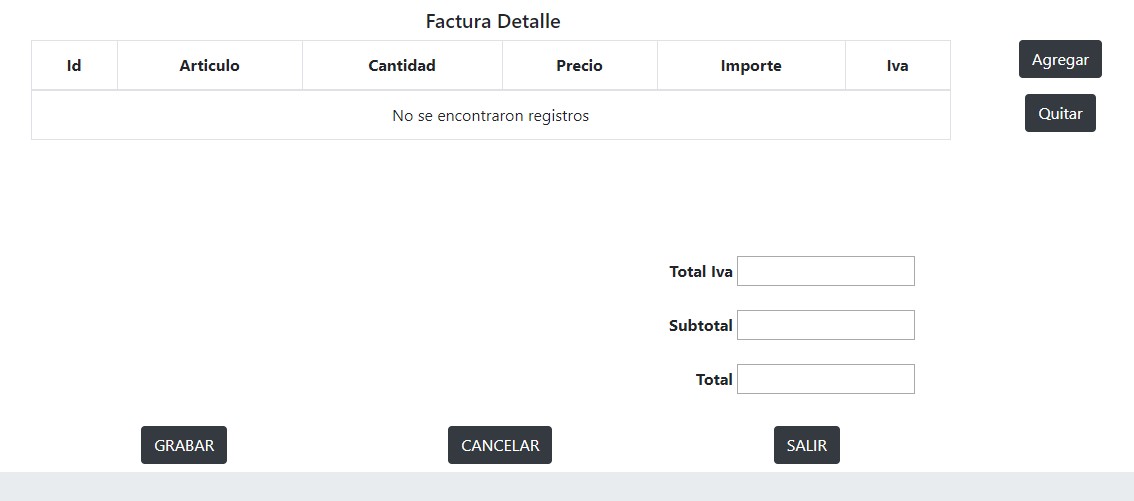 Factura Detalle
Id Articulo Cantidad Precio Importe Iva
No se encontraron registros
Agregar
Quitar
Total Iva
Subtotal
Total
GRABAR CANCELAR SALIR